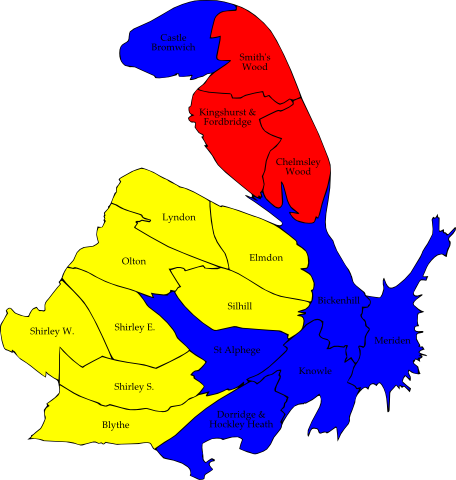 Castle
Bromwich
Smith's
Wood
Kingshurst &
Fordbridge
Chelmsley
Wood
Lyndon
Elmdon
Olton
Silhill
Bickenhill
Shirley W.
Shirley E.
St Alphege
Meriden
Knowle
Shirley S.
Dorridge &
Hockley Heath
Blythe